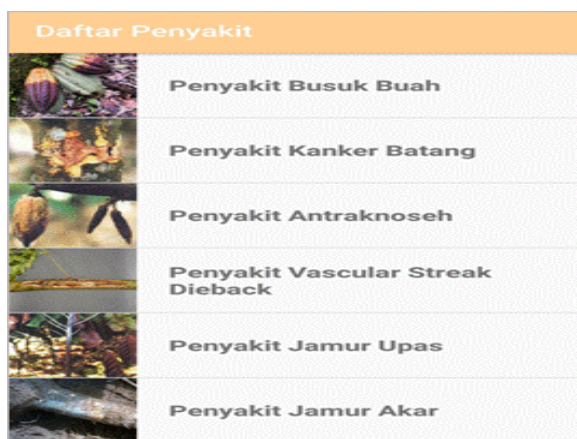 Daftar Penyakit
Penyakit Busuk Buah
Penyakit Kanker Batang
Penyakit Antraknoseh
Penyakit Vascular Streak
Dieback
Penyakit Jamur Upas
Penyakit Jamur Akar